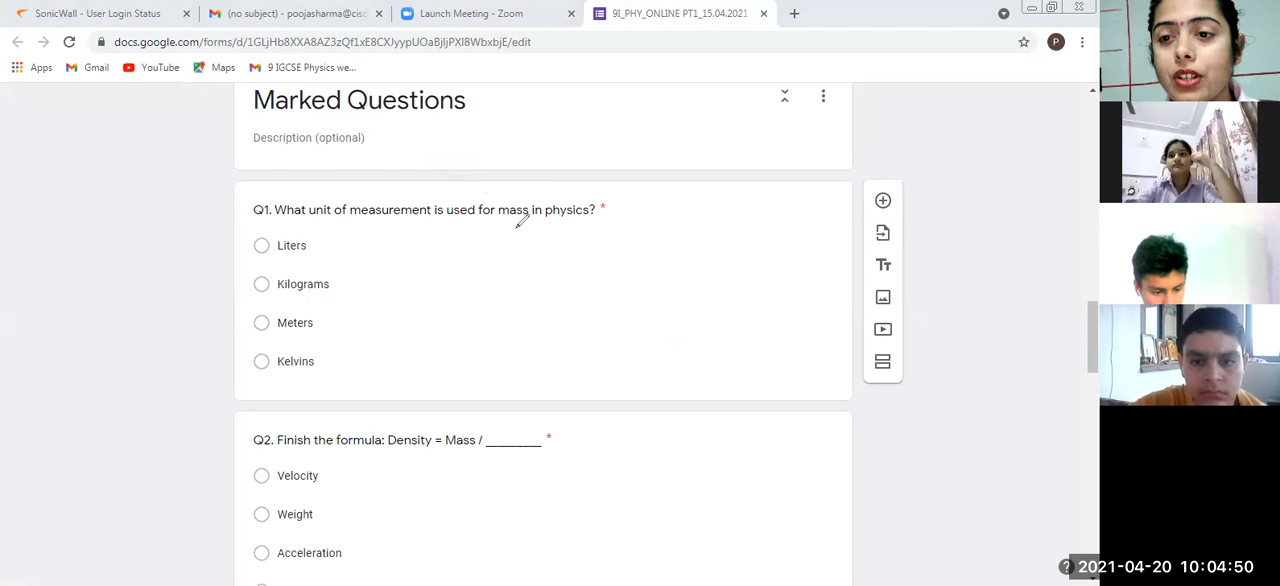 SonicWall - User Login Status
(no subject) - poojasharma@cisd
Launch Meeting - Zoom
9I_PHY_ONLINE PT1_15.04.2021
docs.google.com/forms/d/1GLjHb8XXA8AZ3zQf1xE8CXJyypUOaBjljPXI8WbxbjE/edit
P
Apps
Gmail
YouTube
Maps
9 IGCSE Physics we...
Marked Questions
Description (optional)
Q1. What unit of measurement is used for mass in physics? *
Liters
Kilograms
Meters
Kelvins
Tт
Q2. Finish the formula: Density = Mass / ________ *
Velocity
Weight
Acceleration
2021-04-20 10:04:50